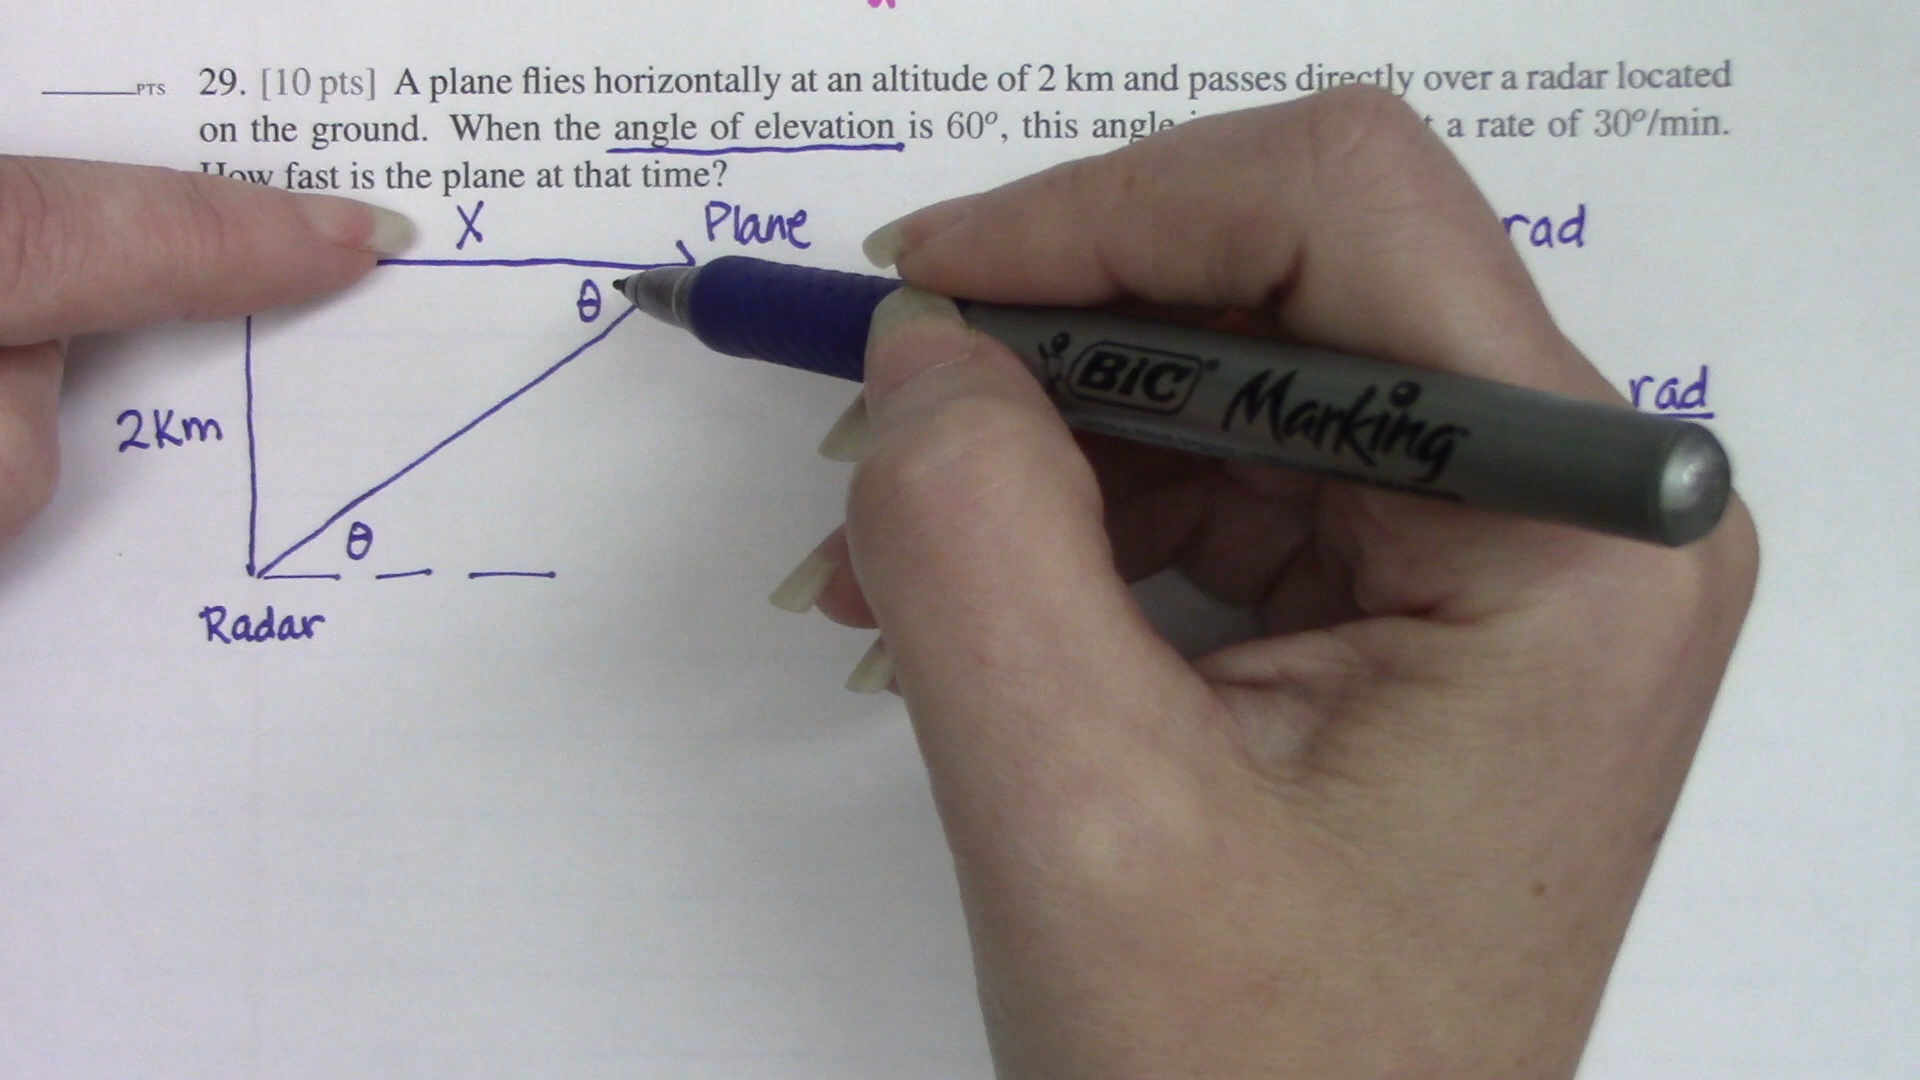 PTS 29. [10 pts] A plane flies horizontally at an altitude of 2 km and passes directly over a radar located
on the ground. When the angle of elevation is 60°, this angle a rate of 30°/min.
How fast is the plane at that time?
X Plane rad
θ
BIC® Marking
rad
2Km
θ
Radar